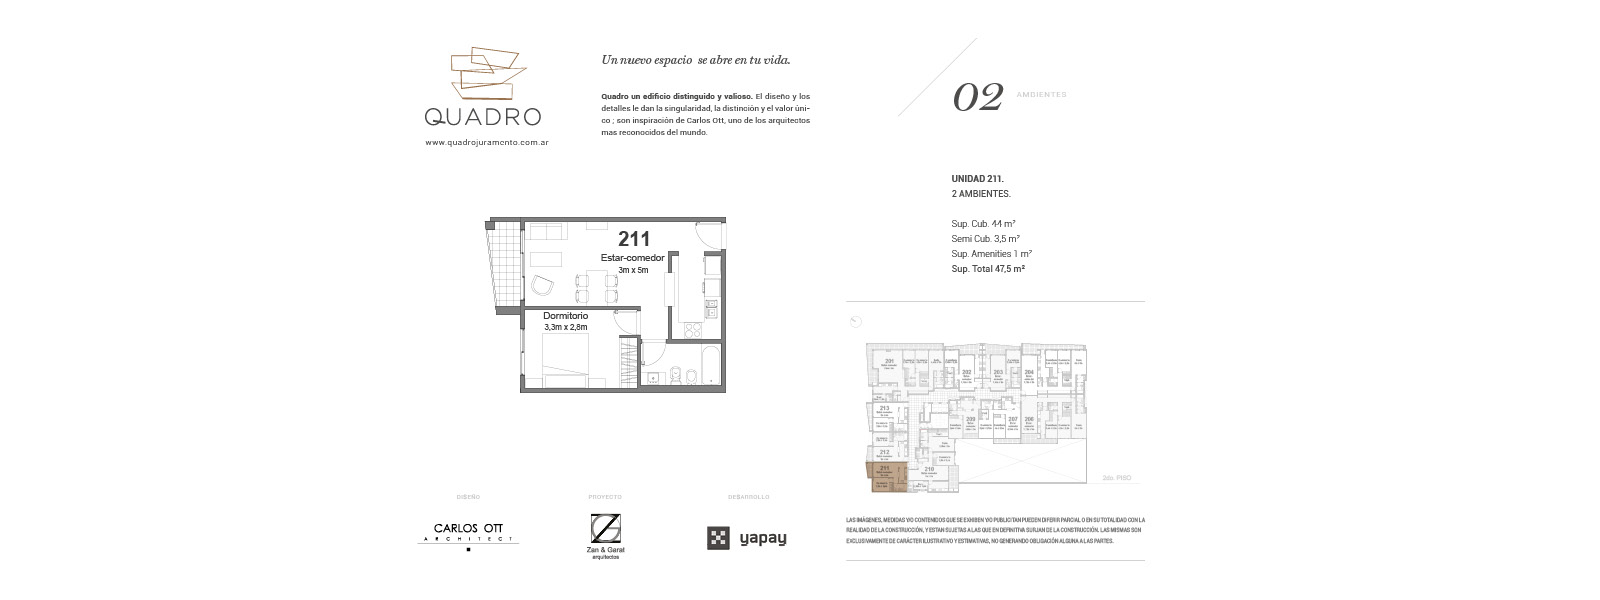 QUADRO
www.quadrojuramento.com.ar
Un nuevo espacio se abre en tu vida.
Quadro un edificio distinguido y valioso. El diseño y los
detalles le dan la singularidad, la distinción y el valor úni-
co ; son inspiración de Carlos Ott, uno de los arquitectos
mas reconocidos del mundo.
02 AMBIENTES
UNIDAD 211.
2 AMBIENTES.
Sup. Cub. 44 m²
Semi Cub. 3,5 m²
Sup. Amenities 1 m²
Sup. Total 47,5 m²
211
Estar-comedor
3m x 5m
Dormitorio
3,3m x 2,8m
201
202
203
204
213
209
207
206
212
211
210
2do. PISO
DISEÑO
CARLOS OTT
ARCHITECT
PROYECTO
Zan & Garat
arquitectos
DESARROLLO
yapay
LAS IMÁGENES, MEDIDAS Y/O CONTENIDOS QUE SE EXHIBEN Y/O PUBLICITAN PUEDEN DIFERIR PARCIAL O EN SU TOTALIDAD CON LA
REALIDAD DE LA CONSTRUCCIÓN, Y ESTAN SUJETAS A LAS QUE EN DEFINITIVA SURJAN DE LA CONSTRUCCIÓN. LAS MISMAS SON
EXCLUSIVAMENTE DE CARÁCTER ILUSTRATIVO Y ESTIMATIVAS, NO GENERANDO OBLIGACIÓN ALGUNA A LAS PARTES.